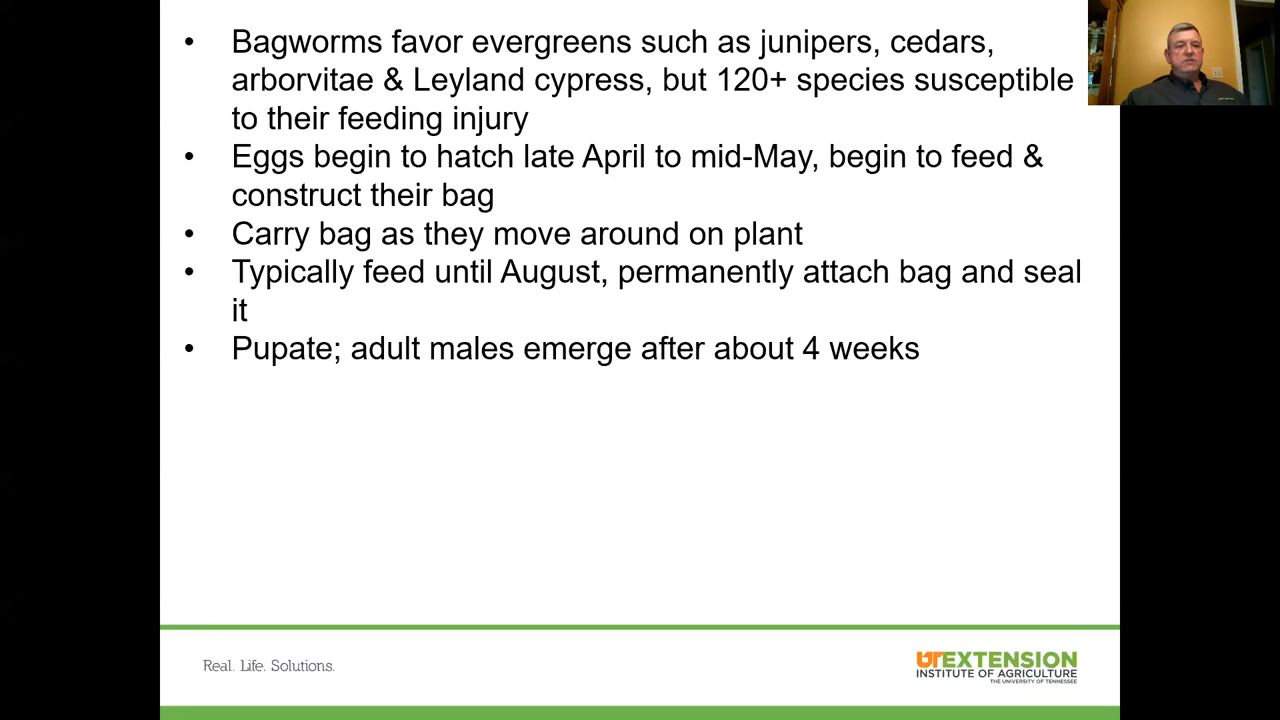 • Bagworms favor evergreens such as junipers, cedars,
arborvitae & Leyland cypress, but 120+ species susceptible
to their feeding injury
• Eggs begin to hatch late April to mid-May, begin to feed &
construct their bag
• Carry bag as they move around on plant
• Typically feed until August, permanently attach bag and seal
it
• Pupate; adult males emerge after about 4 weeks
Real. Life. Solutions.
UTEXTENSION
INSTITUTE OF AGRICULTURE
THE UNIVERSITY OF TENNESSEE